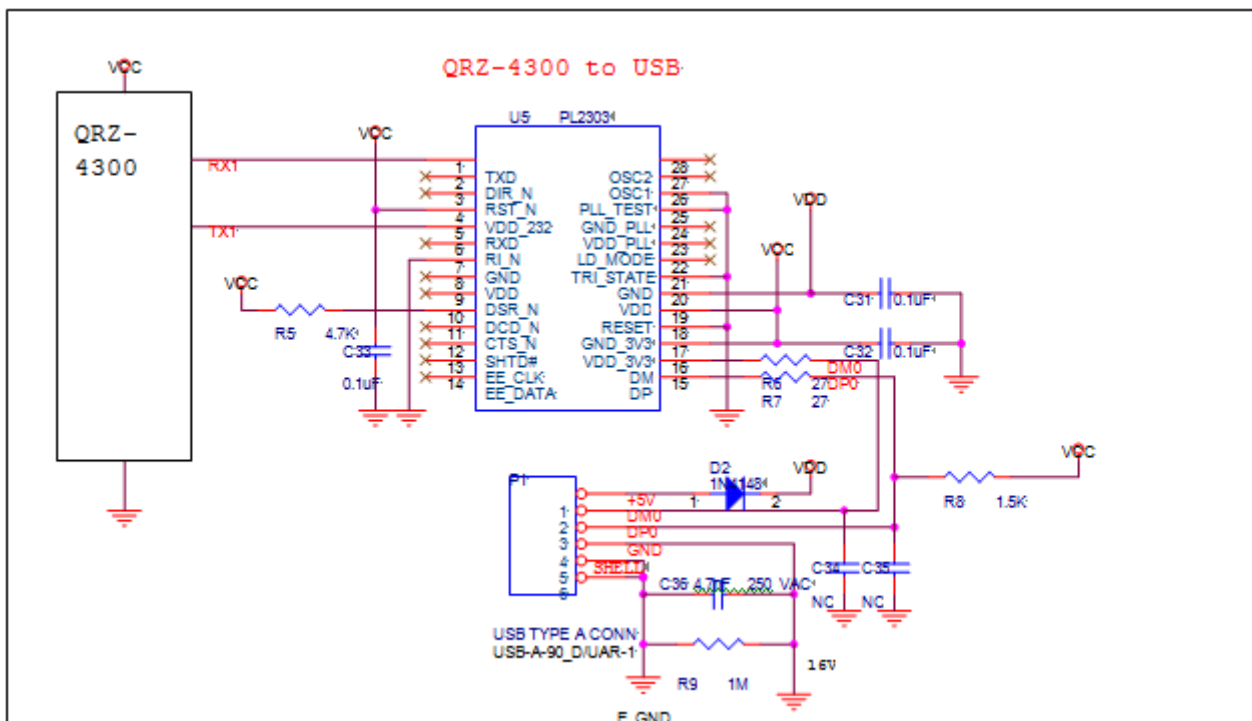 QRZ-4300 to USB
VCC
QRZ-
4300
RX1
TX1
VCC
U5 PL2303
1 TXD
2 DIR_N
3 RST_N
4 VDD_232
5 RXD
6 RI_N
7 GND
8 VDD
9 DSR_N
10 DCD_N
11 CTS_N
12 SHTD#
13 EE_CLK
14 EE_DATA
28 OSC2
27 OSC1
26 PLL_TEST
25 GND_PLL
24 VDD_PLL
23 LD_MODE
22 TRI_STATE
21 GND
20 VDD
19 RESET
18 GND_3V3
17 VDD_3V3
16 DM
15 DP
VCC
R5 4.7K
C33
0.1uF
VDD
VCC
C31 0.1uF
C32 0.1uF
DM0
R6 27
DP0
R7 27
VCC
R8 1.5K
P1
D2
1N4148
VDD
1 2
+5V
1 DM0
2 DP0
3 GND
4 SHELL
5
6
C34 C35
NC NC
C36 4.7nF 250 VAC
USB TYPE A CONN
USB-A-90_D/UAR-1
R9 1M
16V
F_GND